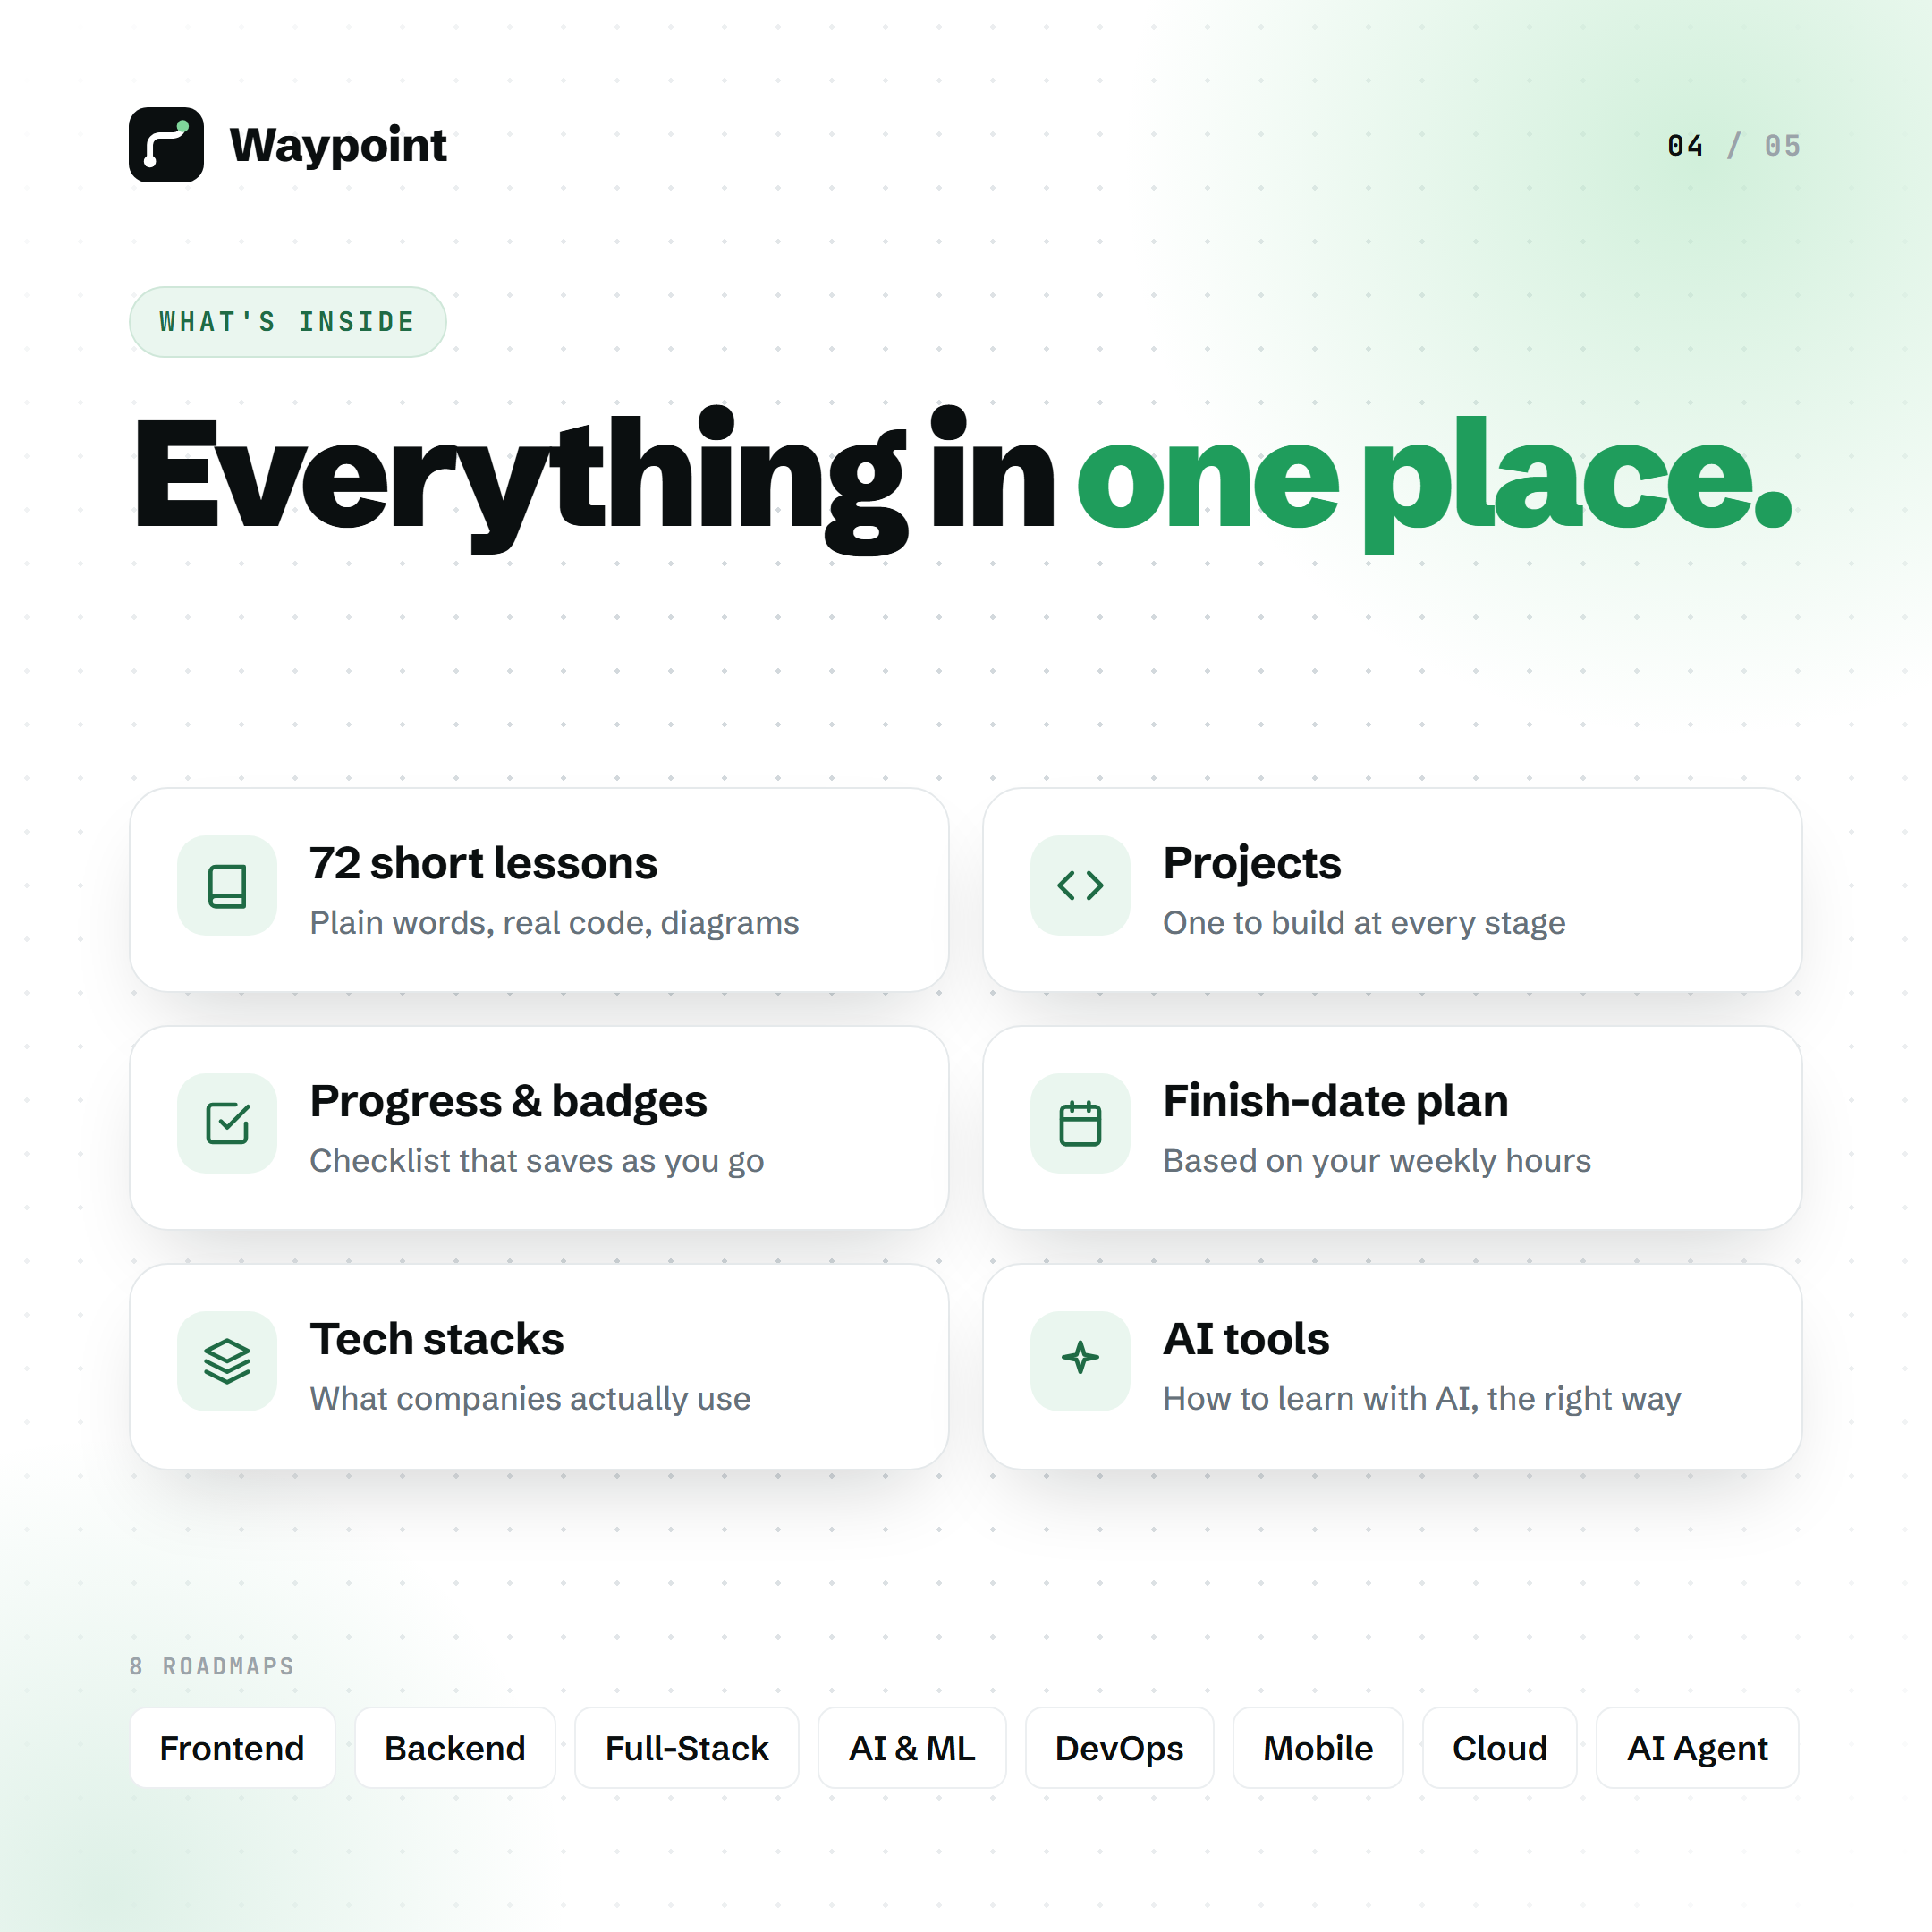 Waypoint
04 / 05
WHAT'S INSIDE
Everything in one place.
72 short lessons
Plain words, real code, diagrams
Projects
One to build at every stage
Progress & badges
Checklist that saves as you go
Finish-date plan
Based on your weekly hours
Tech stacks
What companies actually use
AI tools
How to learn with AI, the right way
8 ROADMAPS
Frontend
Backend
Full-Stack
AI & ML
DevOps
Mobile
Cloud
AI Agent